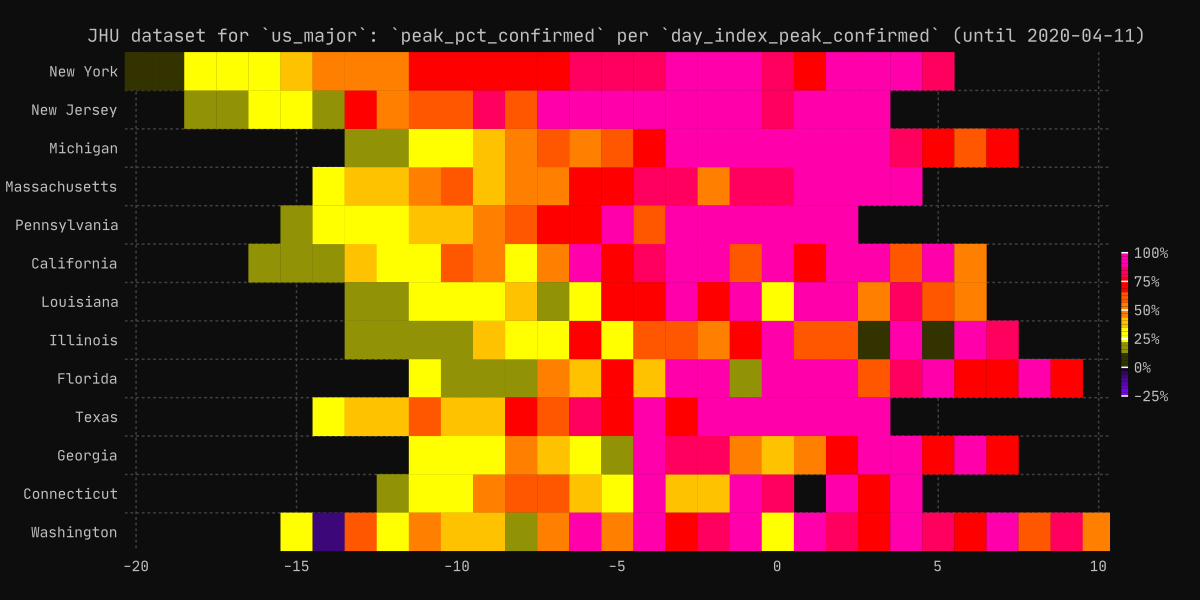 JHU dataset for `us_major`: `peak_pct_confirmed` per `day_index_peak_confirmed` (until 2020-04-11)
New York
New Jersey
Michigan
Massachusetts
Pennsylvania
California
Louisiana
Illinois
Florida
Texas
Georgia
Connecticut
Washington
100%
75%
50%
25%
0%
−25%
−20 −15 −10 −5 0 5 10